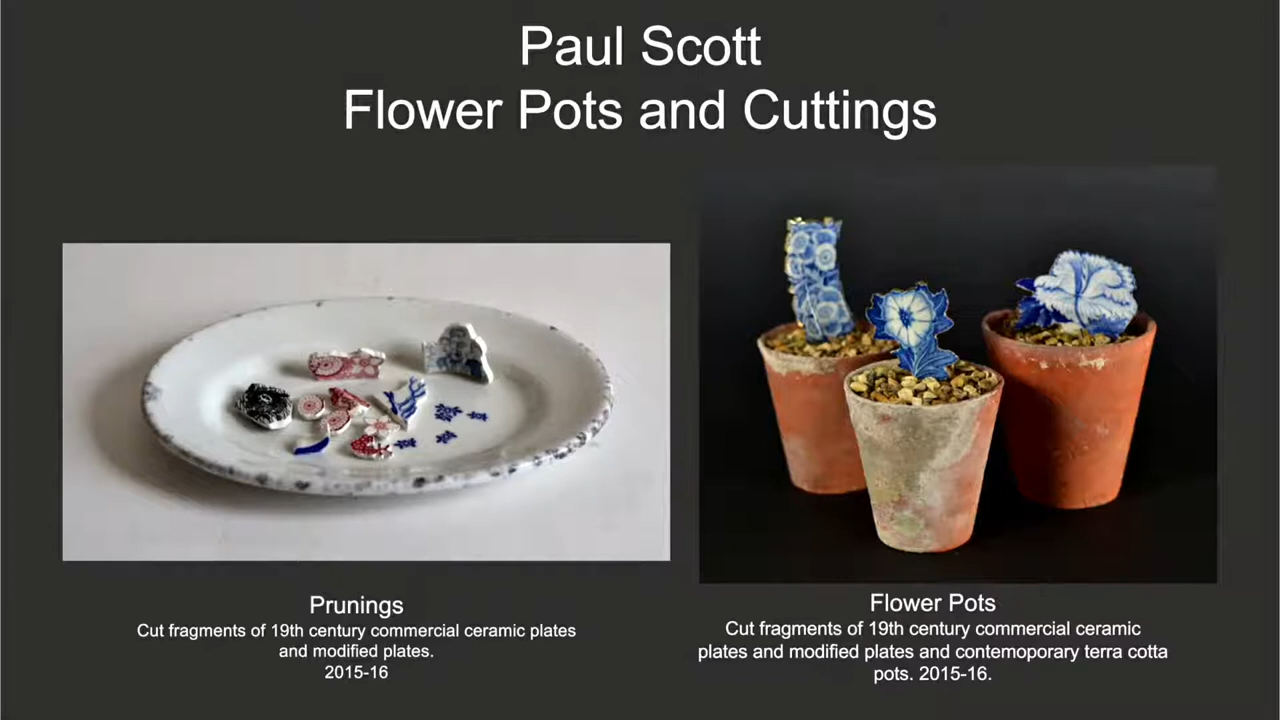 Paul Scott
Flower Pots and Cuttings
Prunings
Cut fragments of 19th century commercial ceramic plates
and modified plates.
2015-16
Flower Pots
Cut fragments of 19th century commercial ceramic
plates and modified plates and contemoporary terra cotta
pots. 2015-16.